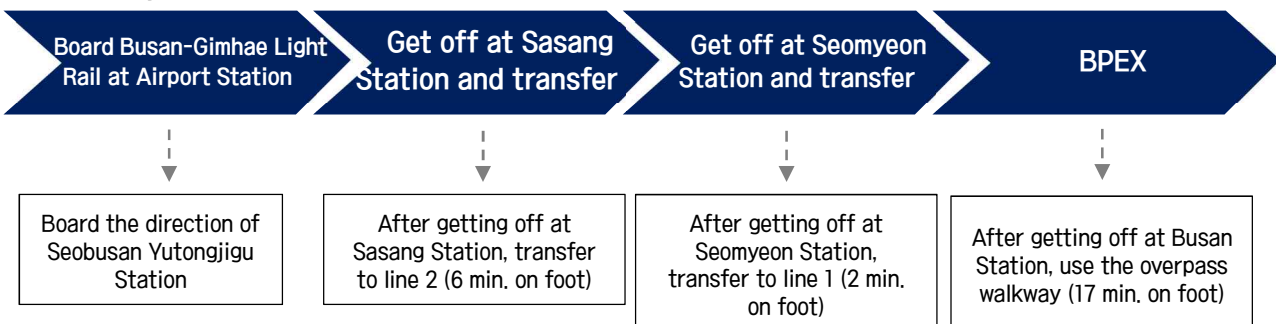 Board Busan-Gimhae Light
Rail at Airport Station
Get off at Sasang
Station and transfer
Get off at Seomyeon
Station and transfer
BPEX
Board the direction of
Seobusan Yutongjigu
Station
After getting off at
Sasang Station, transfer
to line 2 (6 min. on foot)
After getting off at
Seomyeon Station,
transfer to line 1 (2 min.
on foot)
After getting off at Busan
Station, use the overpass
walkway (17 min. on foot)